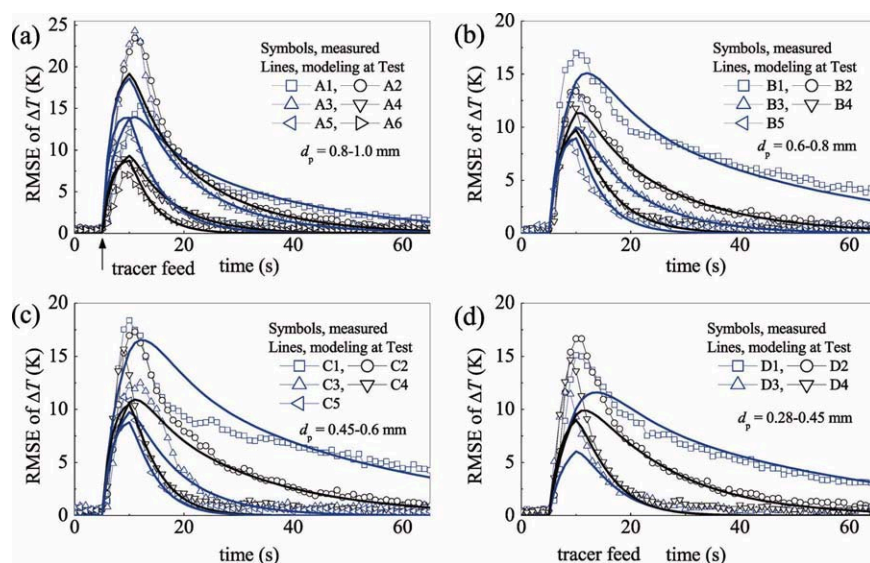 (a)
RMSE of ΔT (K)
25
20
15
10
5
0
Symbols, measured
Lines, modeling at Test
A1, A2
A3, A4
A5, A6
dp = 0.8-1.0 mm
0 20 40 60
tracer feed time (s)
(b)
RMSE of ΔT (K)
20
15
10
5
0
Symbols, measured
Lines, modeling at Test
B1, B2
B3, B4
B5
dp = 0.6-0.8 mm
0 20 40 60
time (s)
(c)
RMSE of ΔT (K)
20
15
10
5
0
Symbols, measured
Lines, modeling at Test
C1, C2
C3, C4
C5
dp = 0.45-0.6 mm
0 20 40 60
time (s)
(d)
RMSE of ΔT (K)
20
15
10
5
0
Symbols, measured
Lines, modeling at Test
D1, D2
D3, D4
dp = 0.28-0.45 mm
0 20 40 60
tracer feed time (s)